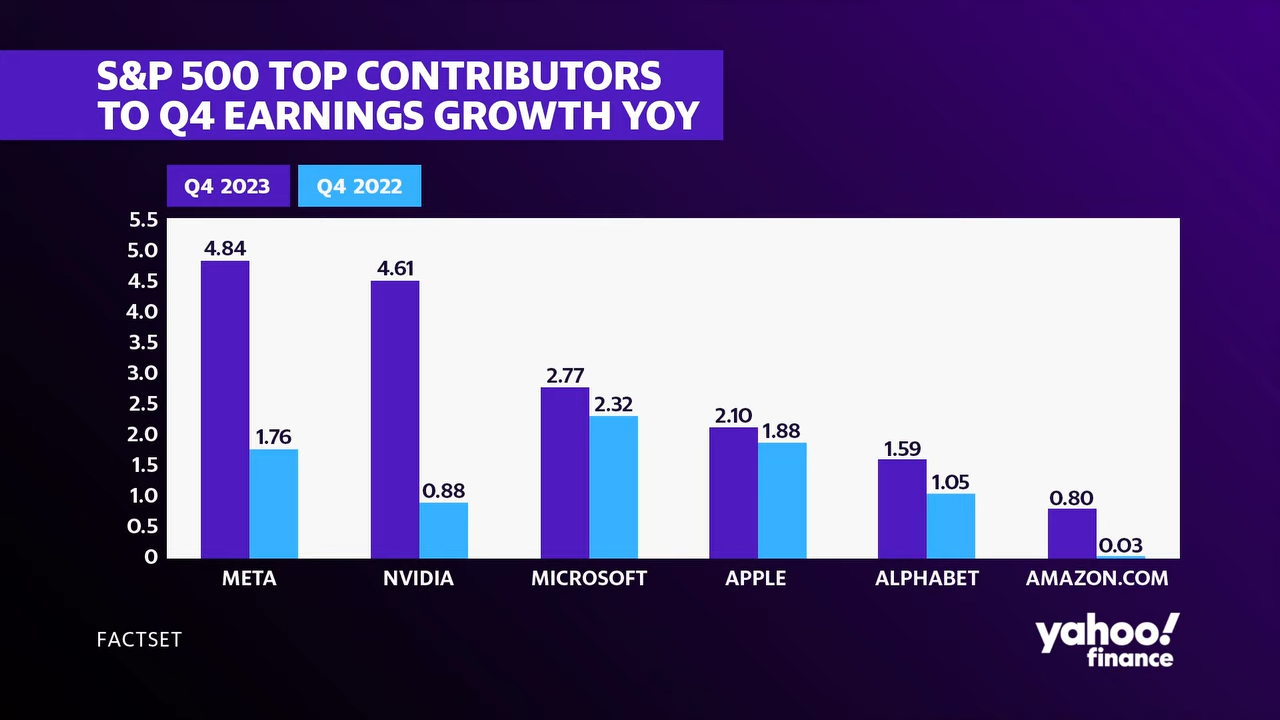 S&P 500 TOP CONTRIBUTORS
TO Q4 EARNINGS GROWTH YOY
Q4 2023 Q4 2022
5.5
5.0
4.5
4.0
3.5
3.0
2.5
2.0
1.5
1.0
0.5
0
4.84 1.76 4.61 0.88 2.77 2.32 2.10 1.88 1.59 1.05 0.80 0.03
META NVIDIA MICROSOFT APPLE ALPHABET AMAZON.COM
FACTSET
yahoo!
finance